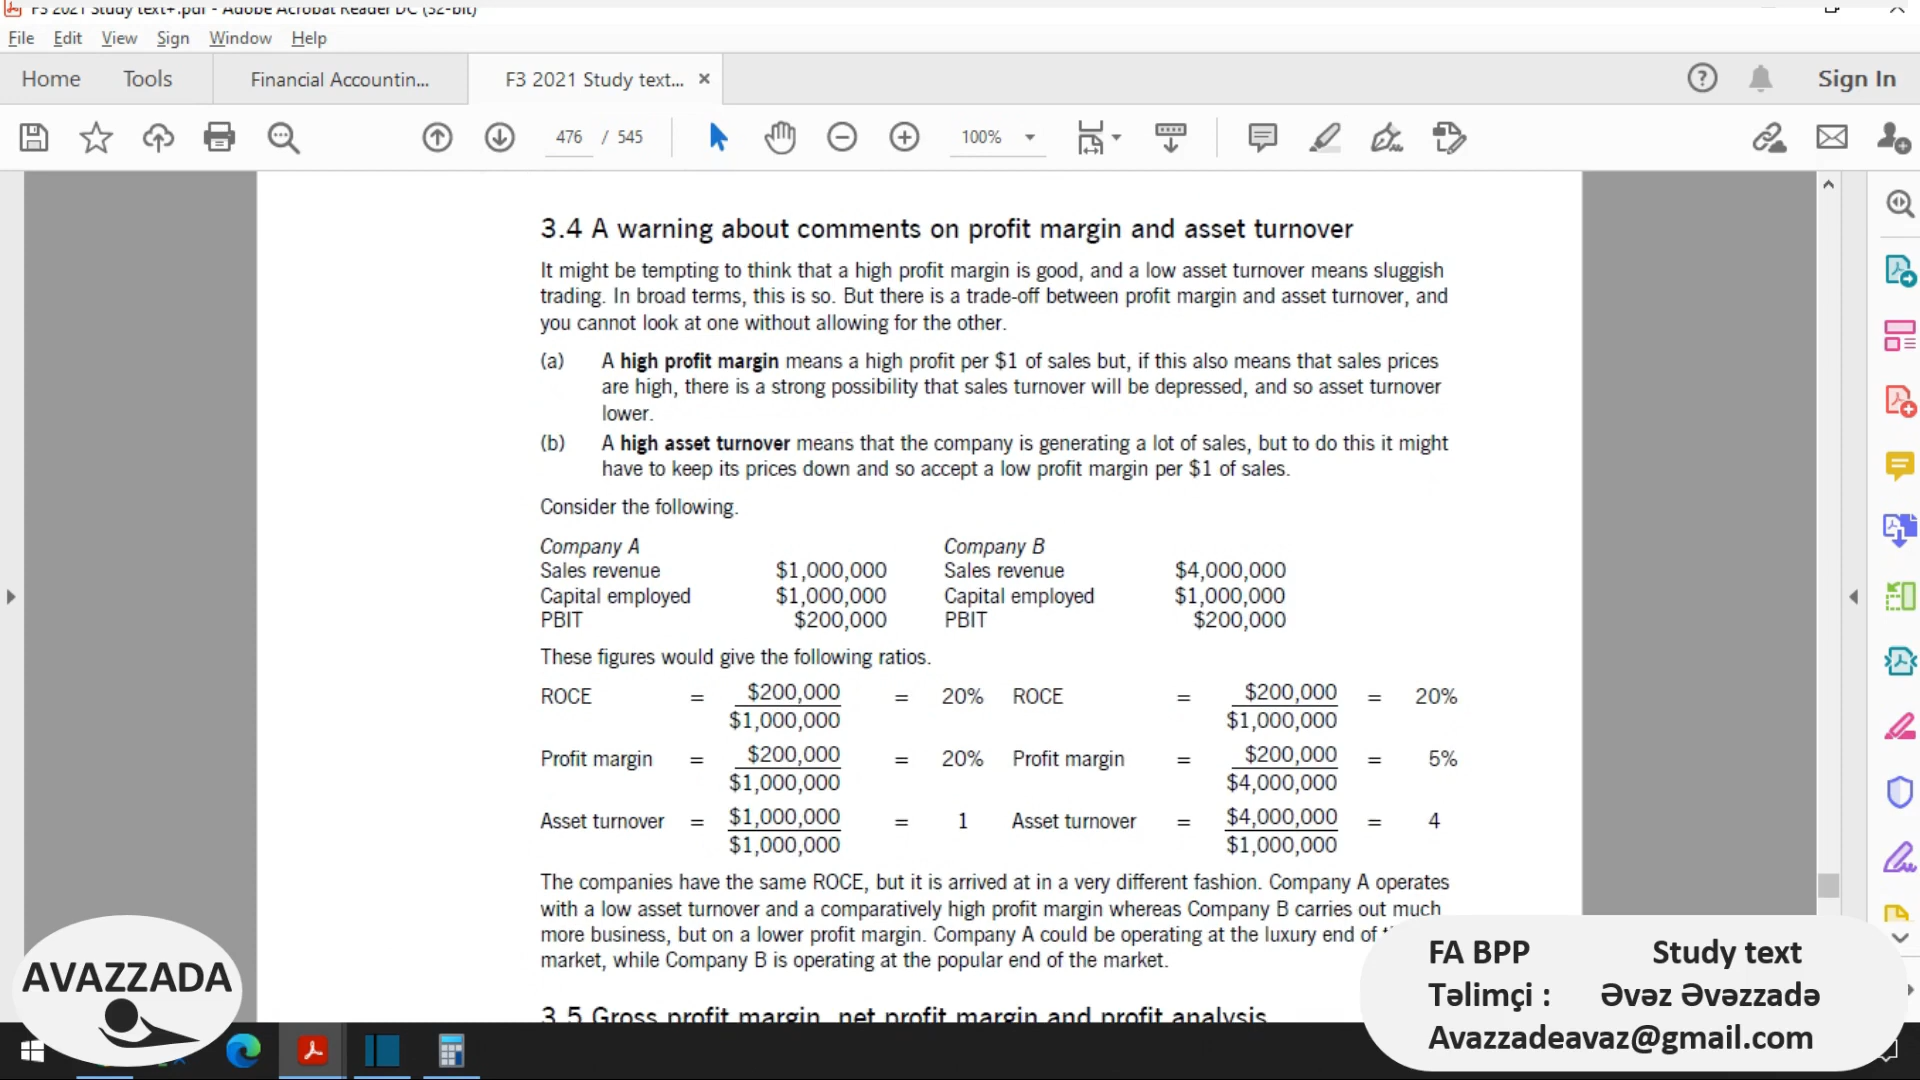 F3 2021 Study text+.pdf - Adobe Acrobat Reader DC (32-bit)
File Edit View Sign Window Help
Home Tools Financial Accountin... F3 2021 Study text... × Sign In
476 / 545 100%
3.4 A warning about comments on profit margin and asset turnover
It might be tempting to think that a high profit margin is good, and a low asset turnover means sluggish
trading. In broad terms, this is so. But there is a trade-off between profit margin and asset turnover, and
you cannot look at one without allowing for the other.
(a) A high profit margin means a high profit per $1 of sales but, if this also means that sales prices
are high, there is a strong possibility that sales turnover will be depressed, and so asset turnover
lower.
(b) A high asset turnover means that the company is generating a lot of sales, but to do this it might
have to keep its prices down and so accept a low profit margin per $1 of sales.
Consider the following.
Company A Company B
Sales revenue $1,000,000 Sales revenue $4,000,000
Capital employed $1,000,000 Capital employed $1,000,000
PBIT $200,000 PBIT $200,000
These figures would give the following ratios.
ROCE = $200,000 = 20% ROCE = $200,000 = 20%
$1,000,000 $1,000,000
Profit margin = $200,000 = 20% Profit margin = $200,000 = 5%
$1,000,000 $4,000,000
Asset turnover = $1,000,000 = 1 Asset turnover = $4,000,000 = 4
$1,000,000 $1,000,000
The companies have the same ROCE, but it is arrived at in a very different fashion. Company A operates
with a low asset turnover and a comparatively high profit margin whereas Company B carries out much
more business, but on a lower profit margin. Company A could be operating at the luxury end of
market, while Company B is operating at the popular end of the market.
3.5 Gross profit margin, net profit margin and profit analysis
AVAZZADA
FA BPP Study text
Təlimçi : Əvəz Əvəzzadə
Avazzadeavaz@gmail.com